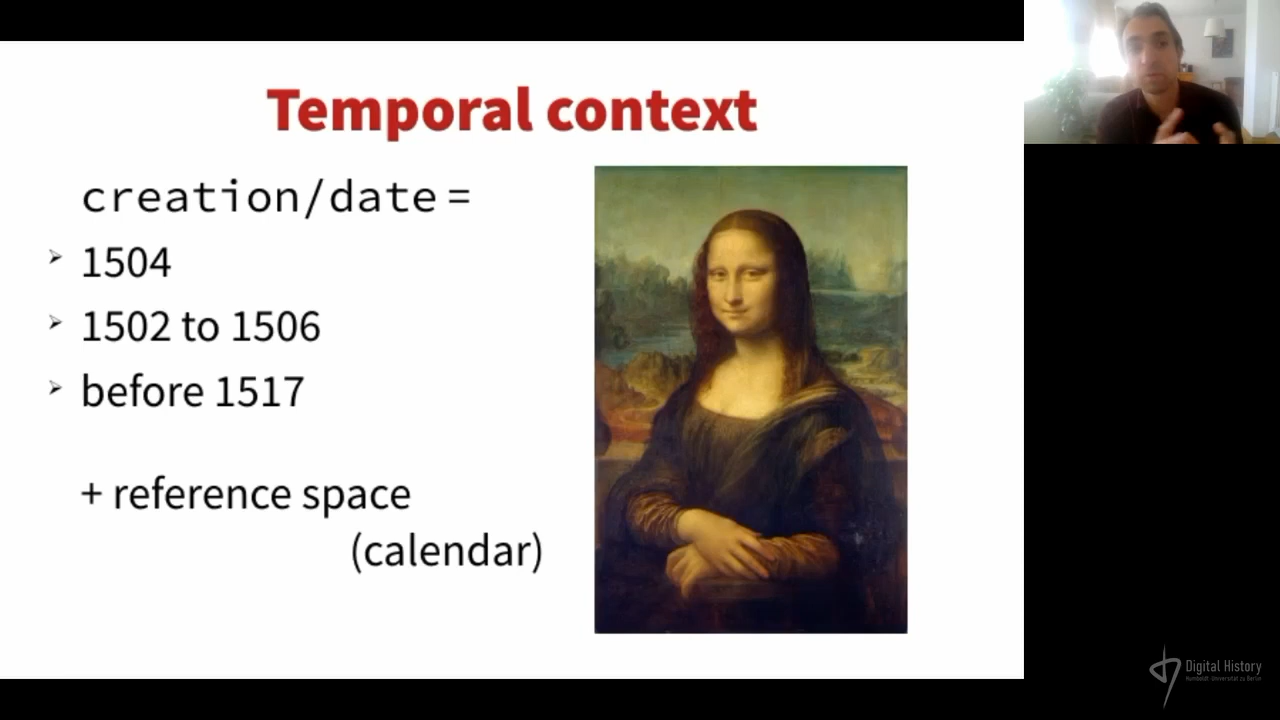 Temporal context
creation/date =
1504
1502 to 1506
before 1517
+ reference space
(calendar)
Digital History
Humboldt-Universität zu Berlin